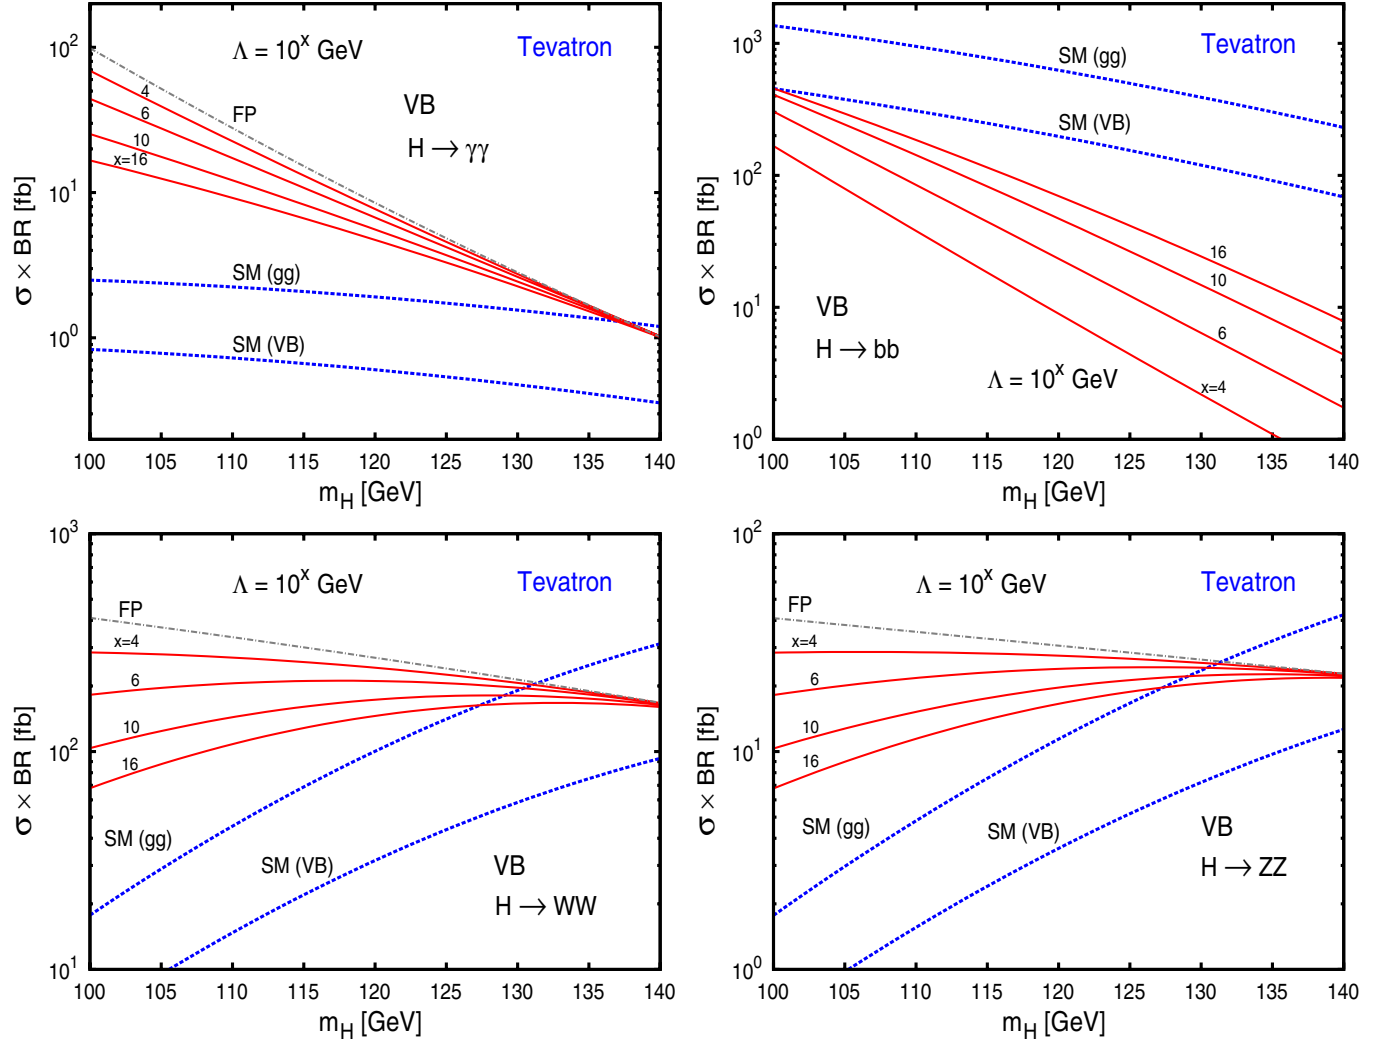 Λ = 10^x GeV
Tevatron
FP
VB
H → γγ
4
6
10
x=16
SM (gg)
SM (VB)
10^2
10^1
10^0
σ × BR [fb]
100 105 110 115 120 125 130 135 140
m_H [GeV]
Tevatron
SM (gg)
SM (VB)
16
10
6
x=4
VB
H → bb
Λ = 10^x GeV
10^3
10^2
10^1
10^0
σ × BR [fb]
100 105 110 115 120 125 130 135 140
m_H [GeV]
Λ = 10^x GeV
Tevatron
FP
x=4
6
10
16
SM (gg)
SM (VB)
VB
H → WW
10^3
10^2
10^1
σ × BR [fb]
100 105 110 115 120 125 130 135 140
m_H [GeV]
Λ = 10^x GeV
Tevatron
FP
x=4
6
10
16
SM (gg)
SM (VB)
VB
H → ZZ
10^2
10^1
10^0
σ × BR [fb]
100 105 110 115 120 125 130 135 140
m_H [GeV]